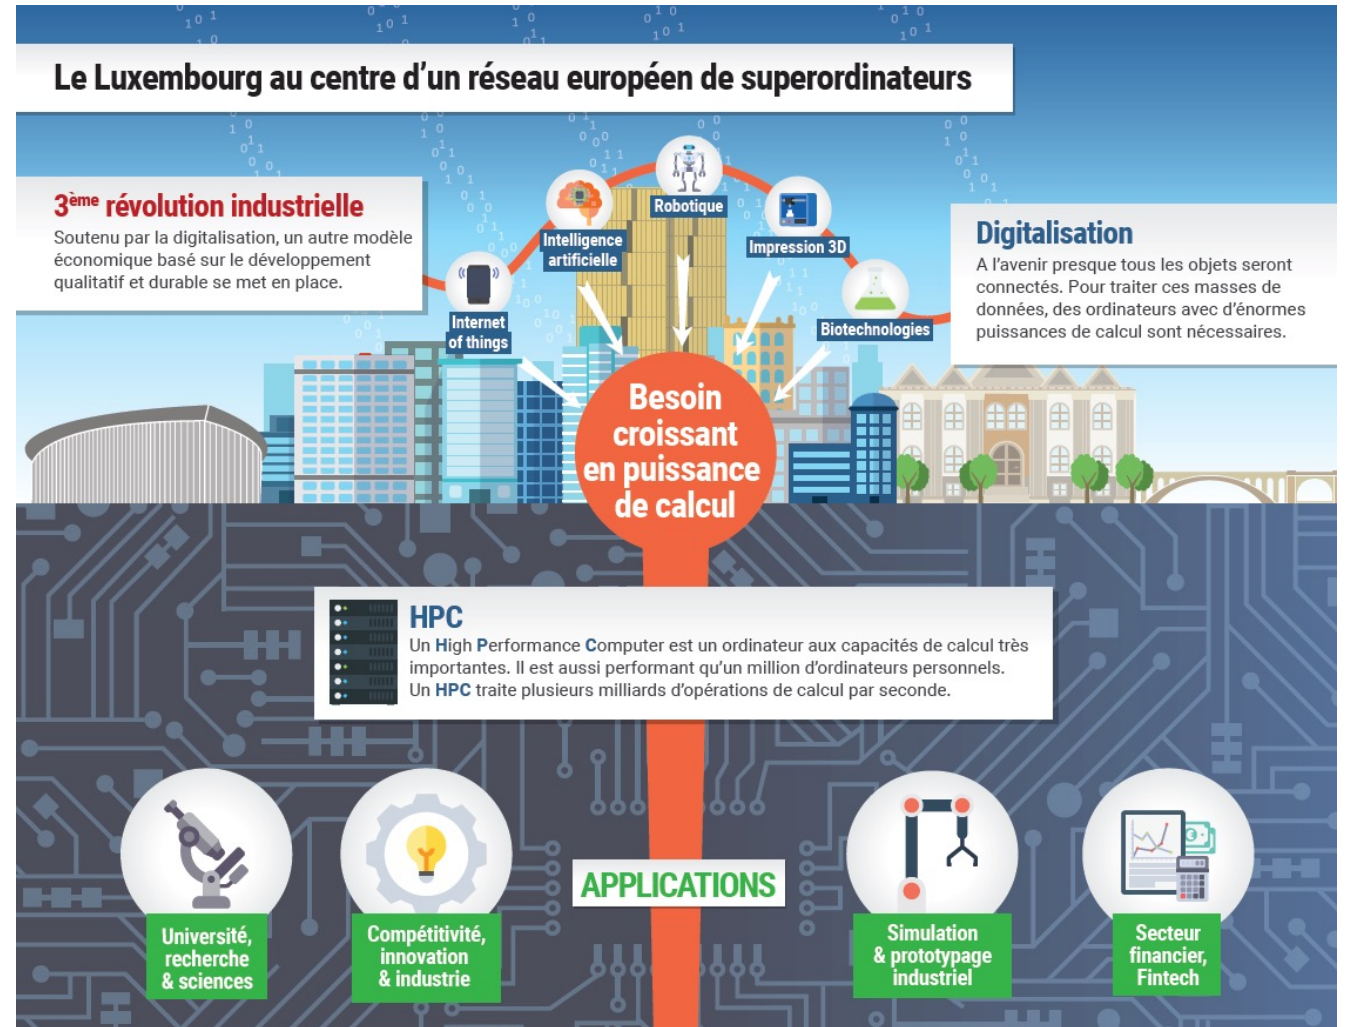 Le Luxembourg au centre d’un réseau européen de superordinateurs
3ème révolution industrielle
Soutenu par la digitalisation, un autre modèle
économique basé sur le développement
qualitatif et durable se met en place.
Internet
of things
Intelligence
artificielle
Robotique
Impression 3D
Biotechnologies
Digitalisation
A l’avenir presque tous les objets seront
connectés. Pour traiter ces masses de
données, des ordinateurs avec d’énormes
puissances de calcul sont nécessaires.
Besoin
croissant
en puissance
de calcul
HPC
Un High Performance Computer est un ordinateur aux capacités de calcul très
importantes. Il est aussi performant qu’un million d’ordinateurs personnels.
Un HPC traite plusieurs milliards d’opérations de calcul par seconde.
APPLICATIONS
Université,
recherche
& sciences
Compétitivité,
innovation
& industrie
Simulation
& prototypage
industriel
Secteur
financier,
Fintech